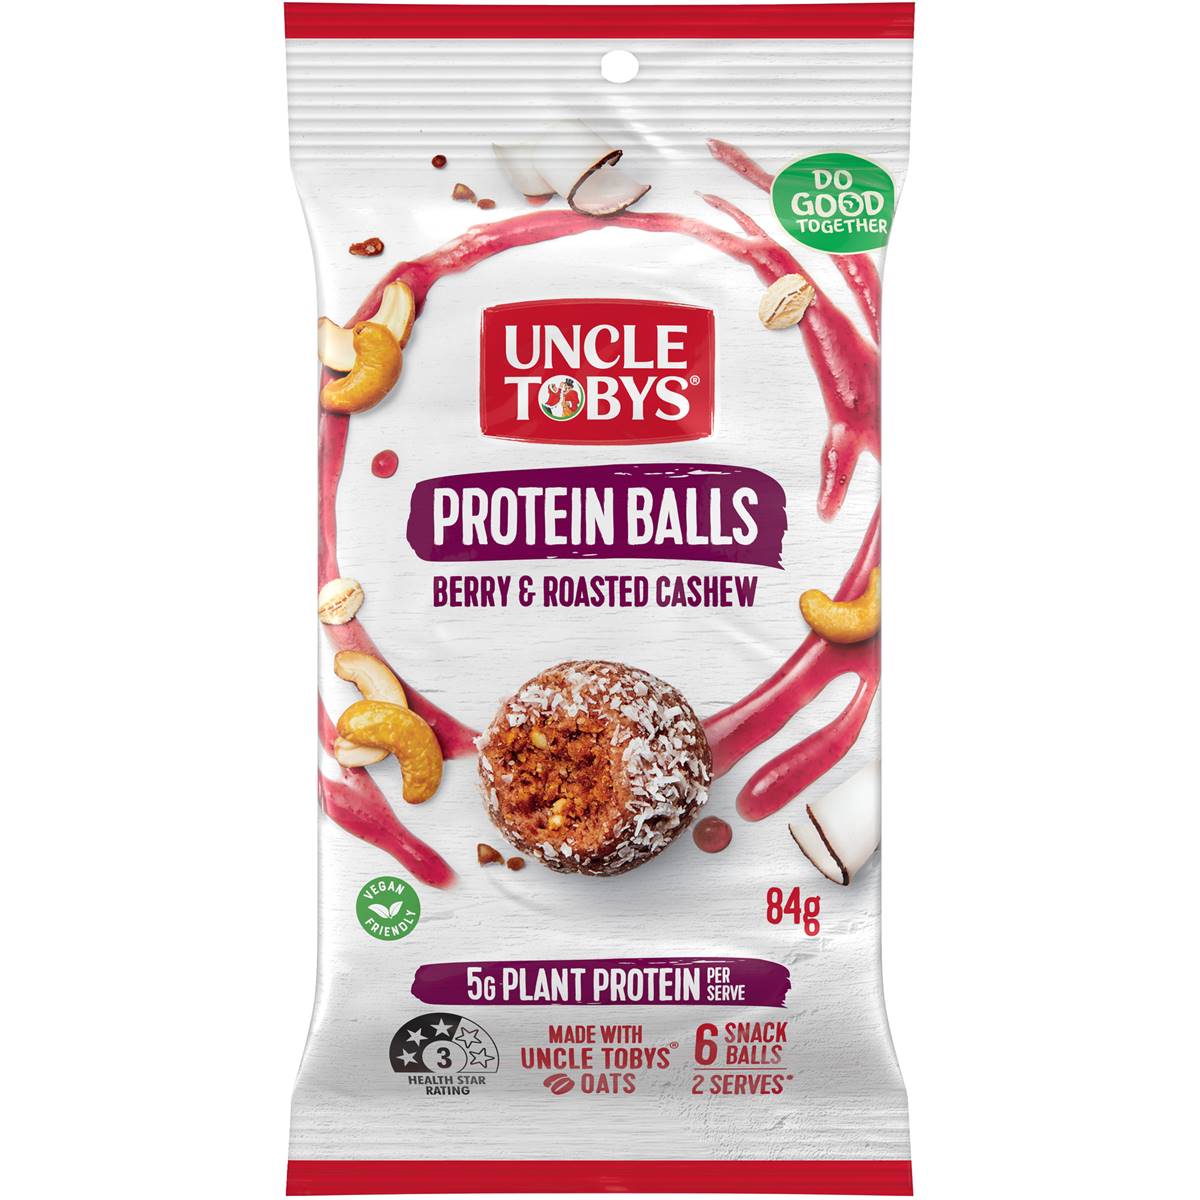 DO
GOOD
TOGETHER
UNCLE
TOBYS®
PROTEIN BALLS
BERRY & ROASTED CASHEW
VEGAN
FRIENDLY
84g
5G PLANT PROTEIN PER SERVE
3
HEALTH STAR
RATING
MADE WITH
UNCLE TOBYS®
OATS
6 SNACK
BALLS
2 SERVES*